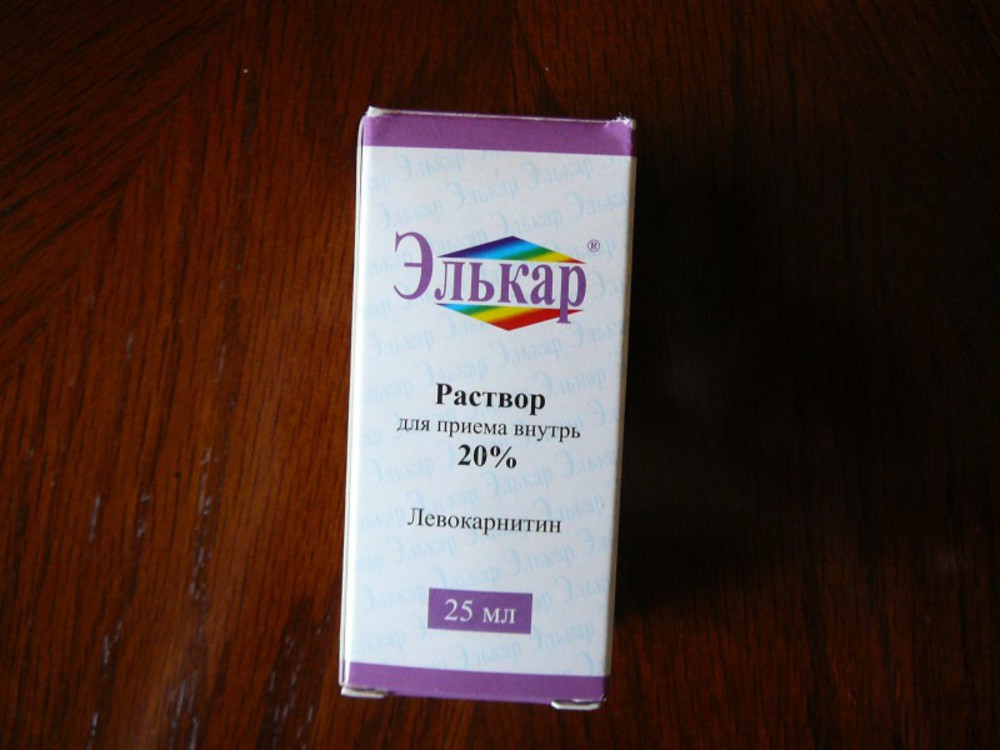 Элькар®
Раствор
для приема внутрь
20%
Левокарнитин
25 мл